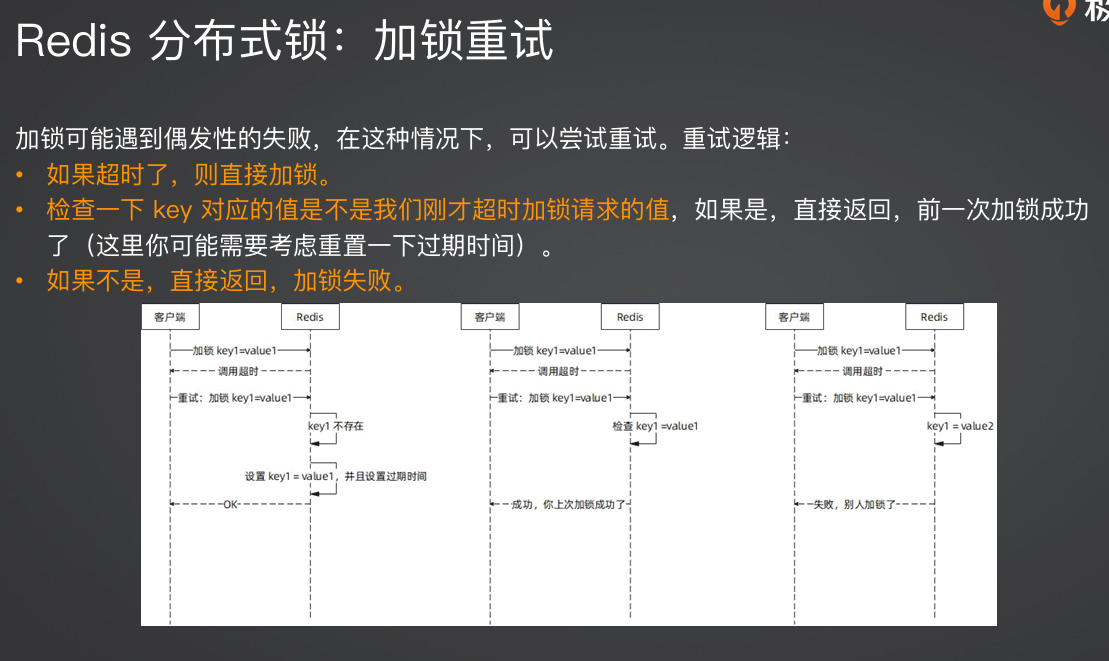 极
Redis 分布式锁：加锁重试
加锁可能遇到偶发性的失败，在这种情况下，可以尝试重试。重试逻辑：
• 如果超时了，则直接加锁。
• 检查一下 key 对应的值是不是我们刚才超时加锁请求的值，如果是，直接返回，前一次加锁成功
了（这里你可能需要考虑重置一下过期时间）。
• 如果不是，直接返回，加锁失败。
客户端
Redis
加锁 key1=value1
调用超时
重试：加锁 key1=value1
key1 不存在
设置 key1 = value1，并且设置过期时间
OK
客户端
Redis
加锁 key1=value1
调用超时
重试：加锁 key1=value1
检查 key1 =value1
成功，你上次加锁成功了
客户端
Redis
加锁 key1=value1
调用超时
重试：加锁 key1=value1
key1 = value2
失败，别人加锁了